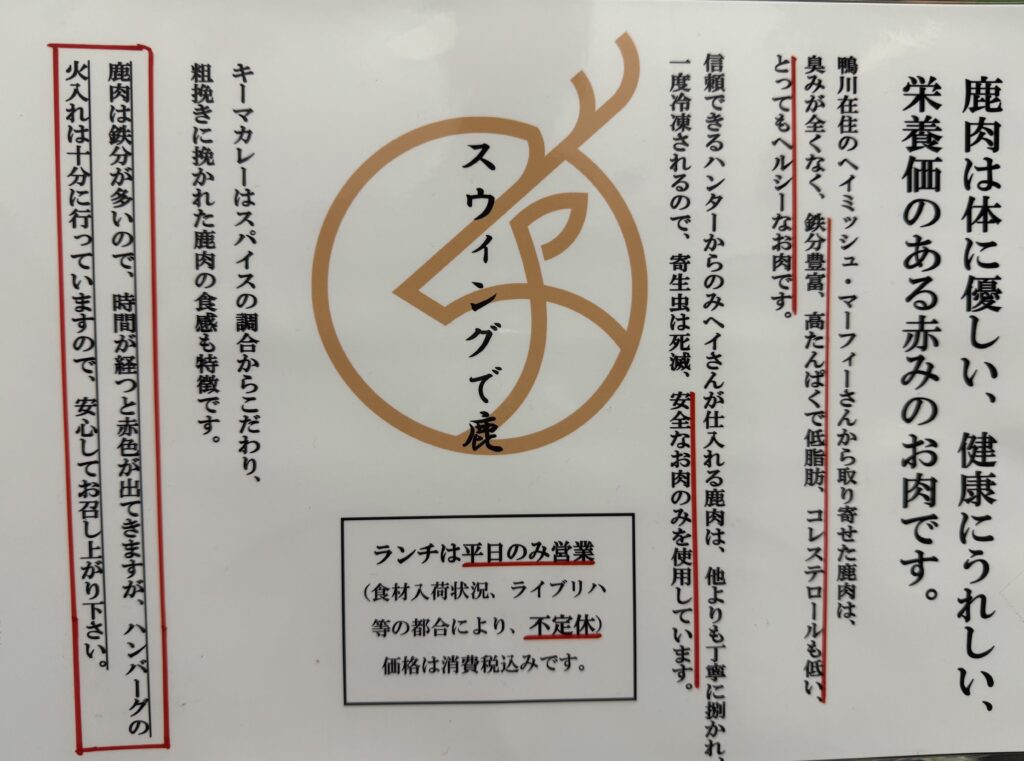 鹿肉は体に優しい、健康にうれしい、
栄養価のある赤みのお肉です。
鴨川在住のヘイミッシュ・マーフィーさんから取り寄せた鹿肉は、
臭みが全くなく、鉄分豊富、高たんぱくで低脂肪、コレステロールも低い、
とってもヘルシーなお肉です。
信頼できるハンターからのみヘイさんが仕入れる鹿肉は、他よりも丁寧に捌かれ、
一度冷凍されるので、寄生虫は死滅、安全なお肉のみを使用しています。
スウィングで鹿
ランチは平日のみ営業
(食材入荷状況、ライブリハ
等の都合により、不定休)
価格は消費税込みです。
キーマカレーはスパイスの調合からこだわり、
粗挽きに挽かれた鹿肉の食感も特徴です。
鹿肉は鉄分が多いので、時間が経つと赤色が出てきますが、ハンバーグの
火入れは十分に行っていますので、安心してお召し上がり下さい。